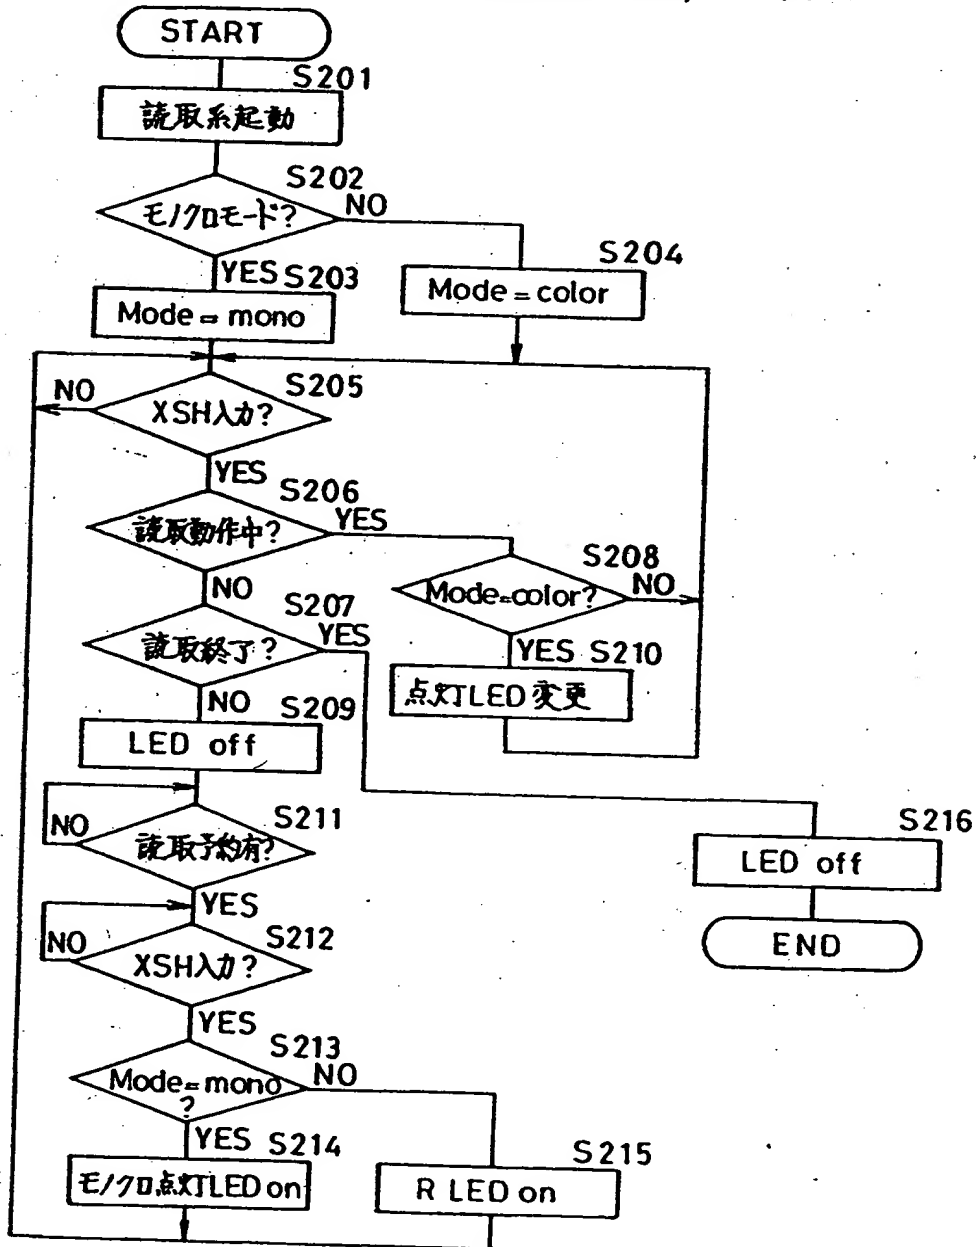 START
S201
読取系起動
S202
モノクロモード?
NO
YES
S203
Mode=mono
S204
Mode=color
S205
NO
XSH入力?
YES
S206
読取動作中?
YES
NO
S208
Mode=color?
NO
S207
読取終了?
YES
YES S210
点灯LED変更
NO
S209
LED off
S211
NO
読取予約有?
YES
S216
LED off
END
S212
NO
XSH入力?
YES
S213
Mode=mono
?
NO
YES S214
モノクロ点灯LED on
S215
R LED on